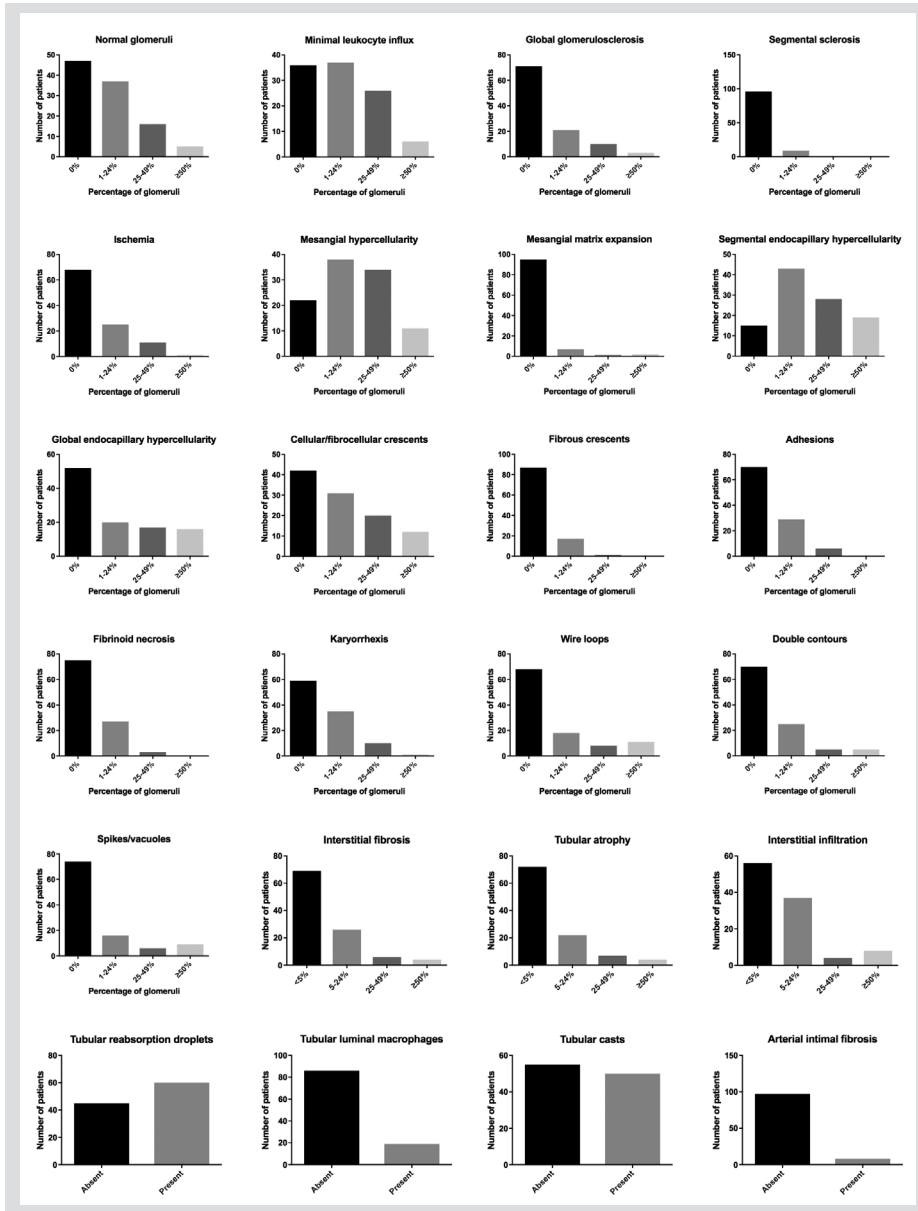 Normal glomeruli
Number of patients
50
40
30
20
10
0
0%
1-24%
25-49%
≥50%
Percentage of glomeruli
Minimal leukocyte influx
Number of patients
40
30
20
10
0
0%
1-24%
25-49%
≥50%
Percentage of glomeruli
Global glomerulosclerosis
Number of patients
80
60
40
20
0
0%
1-24%
25-49%
≥50%
Percentage of glomeruli
Segmental sclerosis
Number of patients
150
100
50
0
0%
1-24%
25-49%
≥50%
Percentage of glomeruli
Ischemia
Number of patients
80
60
40
20
0
0%
1-24%
25-49%
≥50%
Percentage of glomeruli
Mesangial hypercellularity
Number of patients
40
30
20
10
0
0%
1-24%
25-49%
≥50%
Percentage of glomeruli
Mesangial matrix expansion
Number of patients
100
80
60
40
20
0
0%
1-24%
25-49%
≥50%
Percentage of glomeruli
Segmental endocapillary hypercellularity
Number of patients
50
40
30
20
10
0
0%
1-24%
25-49%
≥50%
Percentage of glomeruli
Global endocapillary hypercellularity
Number of patients
60
40
20
0
0%
1-24%
25-49%
≥50%
Percentage of glomeruli
Cellular/fibrocellular crescents
Number of patients
50
40
30
20
10
0
0%
1-24%
25-49%
≥50%
Percentage of glomeruli
Fibrous crescents
Number of patients
100
80
60
40
20
0
0%
1-24%
25-49%
≥50%
Percentage of glomeruli
Adhesions
Number of patients
80
60
40
20
0
0%
1-24%
25-49%
≥50%
Percentage of glomeruli
Fibrinoid necrosis
Number of patients
80
60
40
20
0
0%
1-24%
25-49%
≥50%
Percentage of glomeruli
Karyorrhexis
Number of patients
80
60
40
20
0
0%
1-24%
25-49%
≥50%
Percentage of glomeruli
Wire loops
Number of patients
80
60
40
20
0
0%
1-24%
25-49%
≥50%
Percentage of glomeruli
Double contours
Number of patients
80
60
40
20
0
0%
1-24%
25-49%
≥50%
Percentage of glomeruli
Spikes/vacuoles
Number of patients
80
60
40
20
0
0%
1-24%
25-49%
≥50%
Percentage of glomeruli
Interstitial fibrosis
Number of patients
80
60
40
20
0
<5%
5-24%
25-49%
≥50%
Tubular atrophy
Number of patients
80
60
40
20
0
<5%
5-24%
25-49%
≥50%
Interstitial infiltration
Number of patients
60
40
20
0
<5%
5-24%
25-49%
≥50%
Tubular reabsorption droplets
Number of patients
80
60
40
20
0
Absent
Present
Tubular luminal macrophages
Number of patients
100
80
60
40
20
0
Absent
Present
Tubular casts
Number of patients
60
40
20
0
Absent
Present
Arterial intimal fibrosis
Number of patients
150
100
50
0
Absent
Present